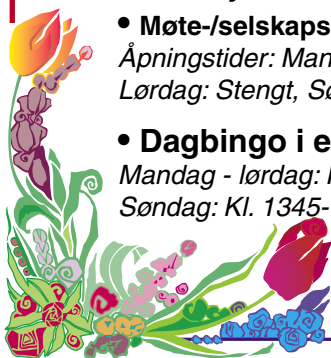 • Møte-/selskaps
Åpningstider: Man
Lørdag: Stengt, Sø
• Dagbingo i e
Mandag - lørdag:
Søndag: Kl. 1345-